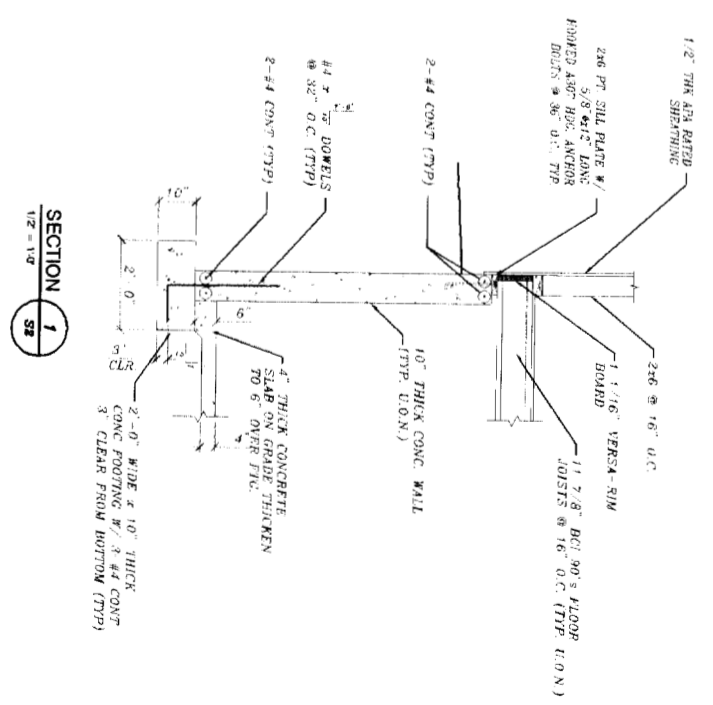 1/2" THK APA RATED
SHEATHING
2x6 PT. SILL PLATE W/
5/8"øx12" LONG
HOOKED A307 HDG. ANCHOR
BOLTS @ 36" O.C. TYP.
2-#4 CONT (TYP)
#4 x DOWELS
@ 32" O.C. (TYP)
2-#4 CONT (TYP)
2x6 @ 16" O.C.
1 1/16" VERSA-RIM
BOARD
11 7/8" BCI 90's FLOOR
JOISTS @ 16" O.C. (TYP. U.O.N.)
10" THICK CONC. WALL
(TYP. U.O.N.)
4" THICK CONCRETE
SLAB ON GRADE THICKEN
TO 6" OVER FTG.
6"
4"
10"
2'-0"
3"
CLR.
2'-0" WIDE x 10" THICK
CONC FOOTING W/ 3-#4 CONT
3" CLEAR FROM BOTTOM (TYP)
SECTION
1/2" = 1'-0"
1
S2